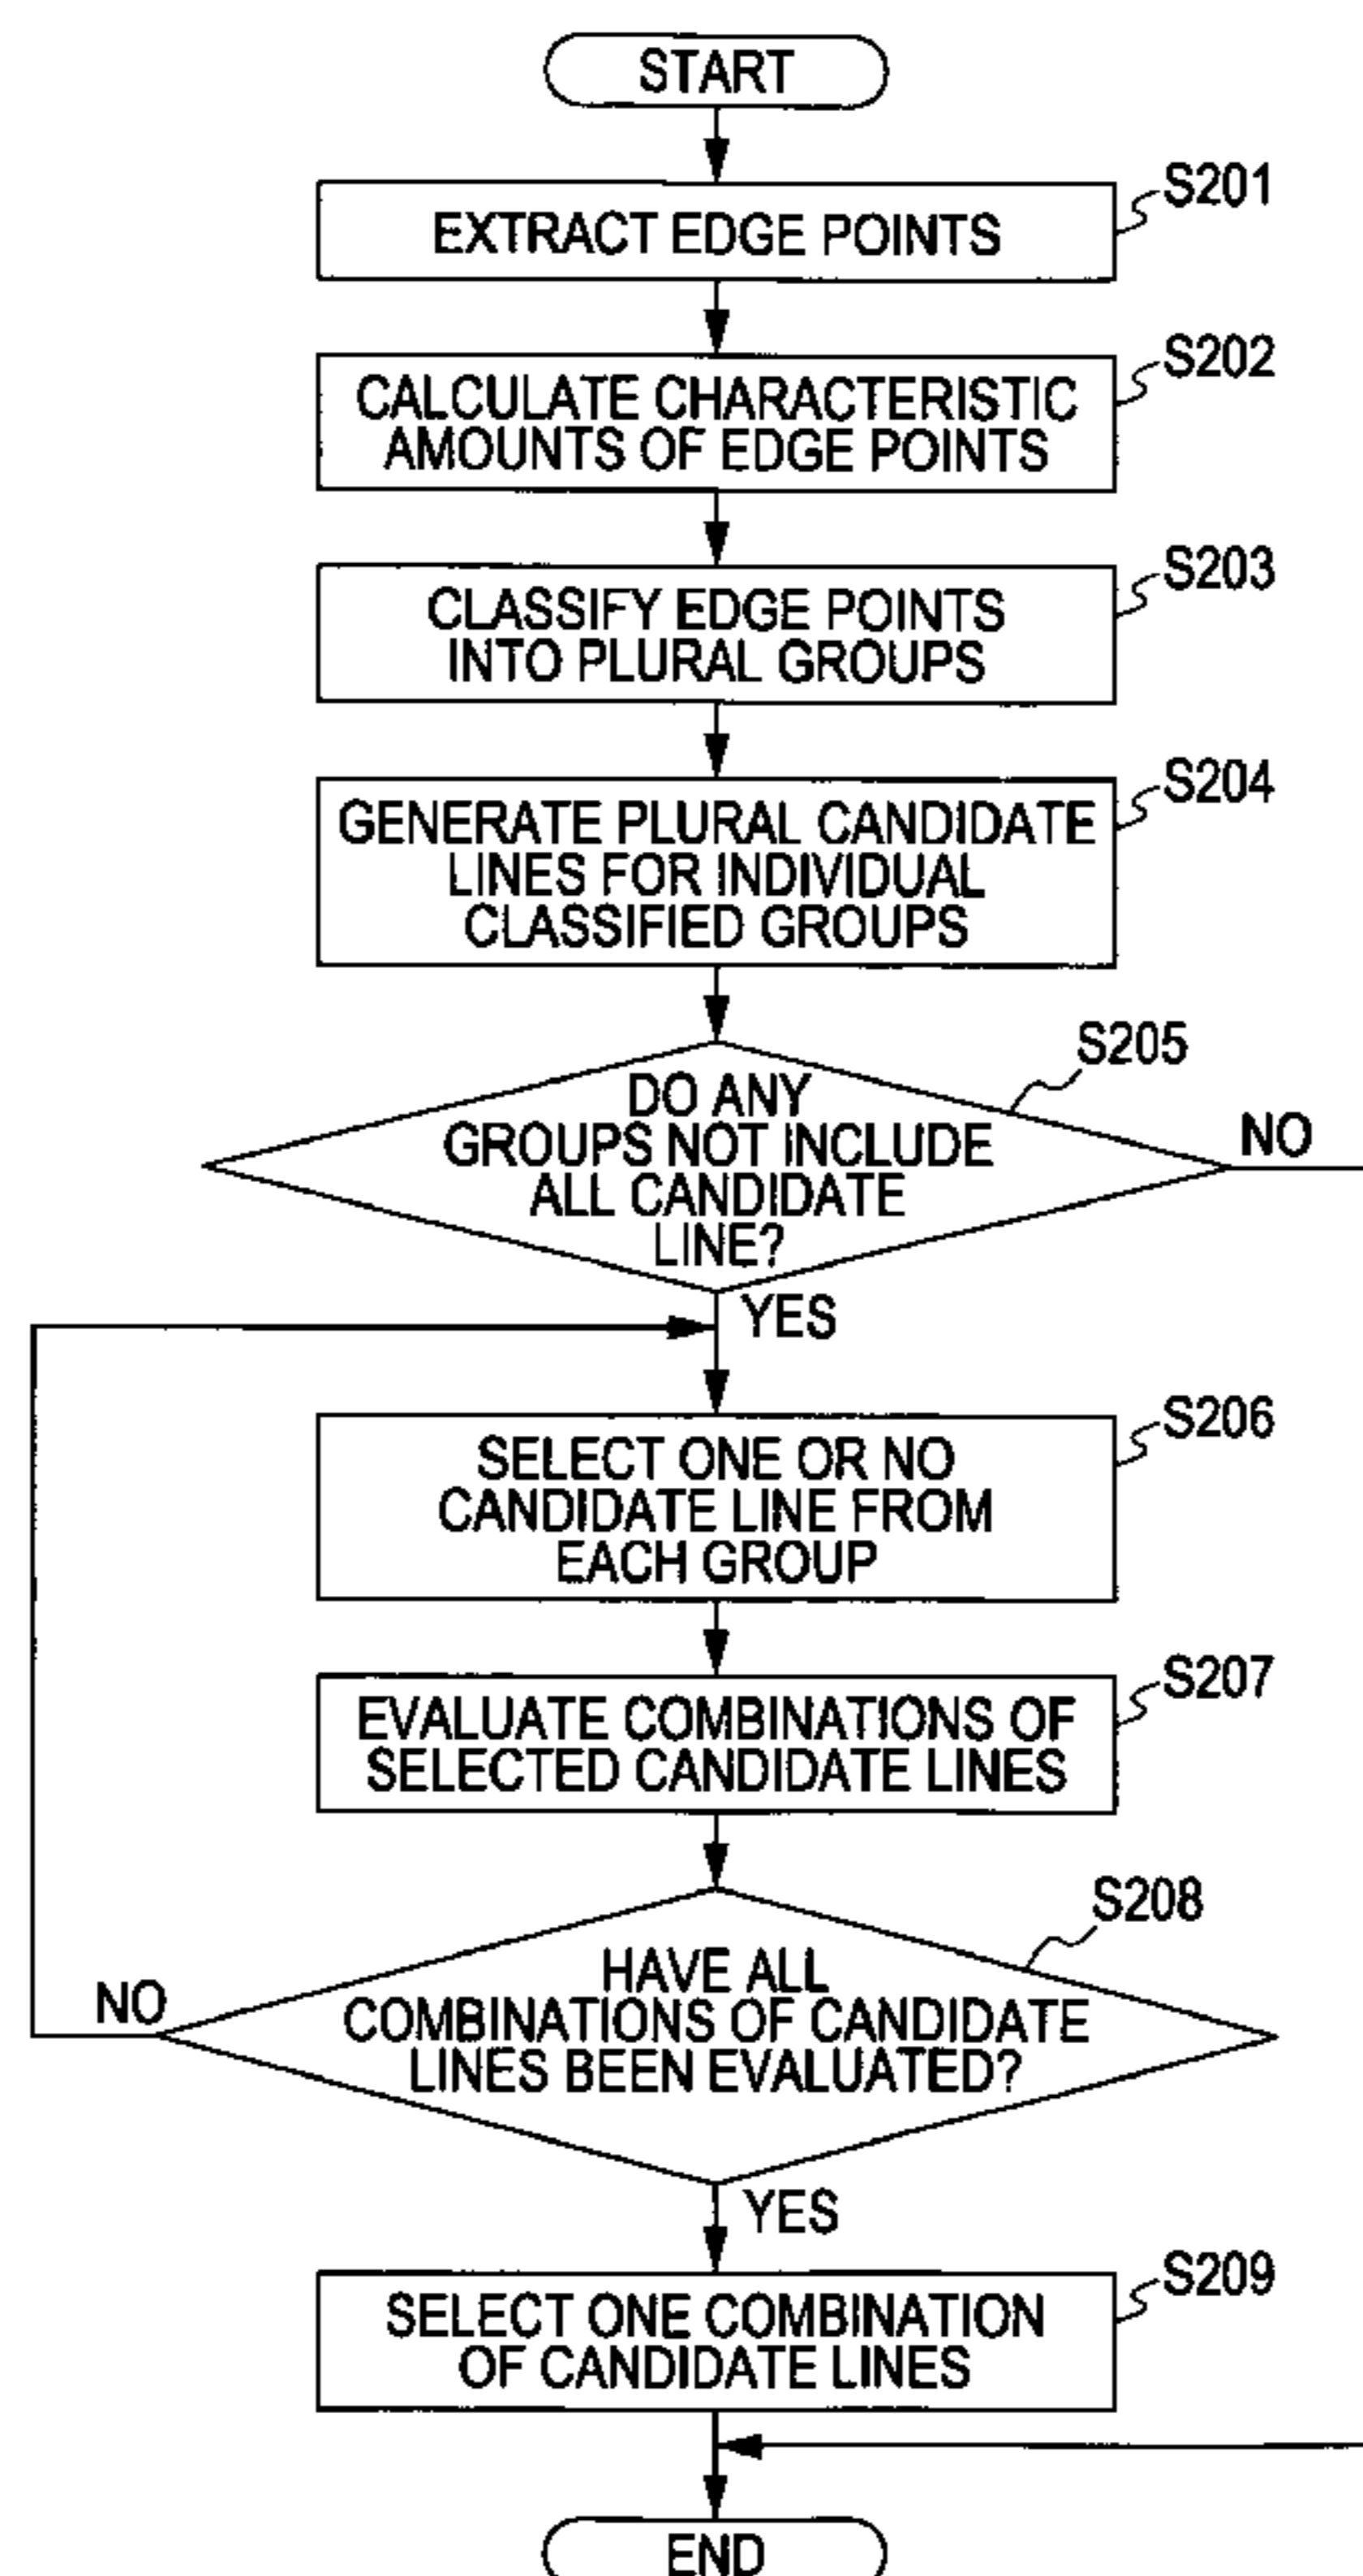 START
S201
EXTRACT EDGE POINTS
S202
CALCULATE CHARACTERISTIC
AMOUNTS OF EDGE POINTS
S203
CLASSIFY EDGE POINTS
INTO PLURAL GROUPS
S204
GENERATE PLURAL CANDIDATE
LINES FOR INDIVIDUAL
CLASSIFIED GROUPS
S205
DO ANY
GROUPS NOT INCLUDE
ALL CANDIDATE
LINE?
NO
YES
S206
SELECT ONE OR NO
CANDIDATE LINE FROM
EACH GROUP
S207
EVALUATE COMBINATIONS OF
SELECTED CANDIDATE LINES
S208
HAVE ALL
COMBINATIONS OF CANDIDATE
LINES BEEN EVALUATED?
NO
YES
S209
SELECT ONE COMBINATION
OF CANDIDATE LINES
END